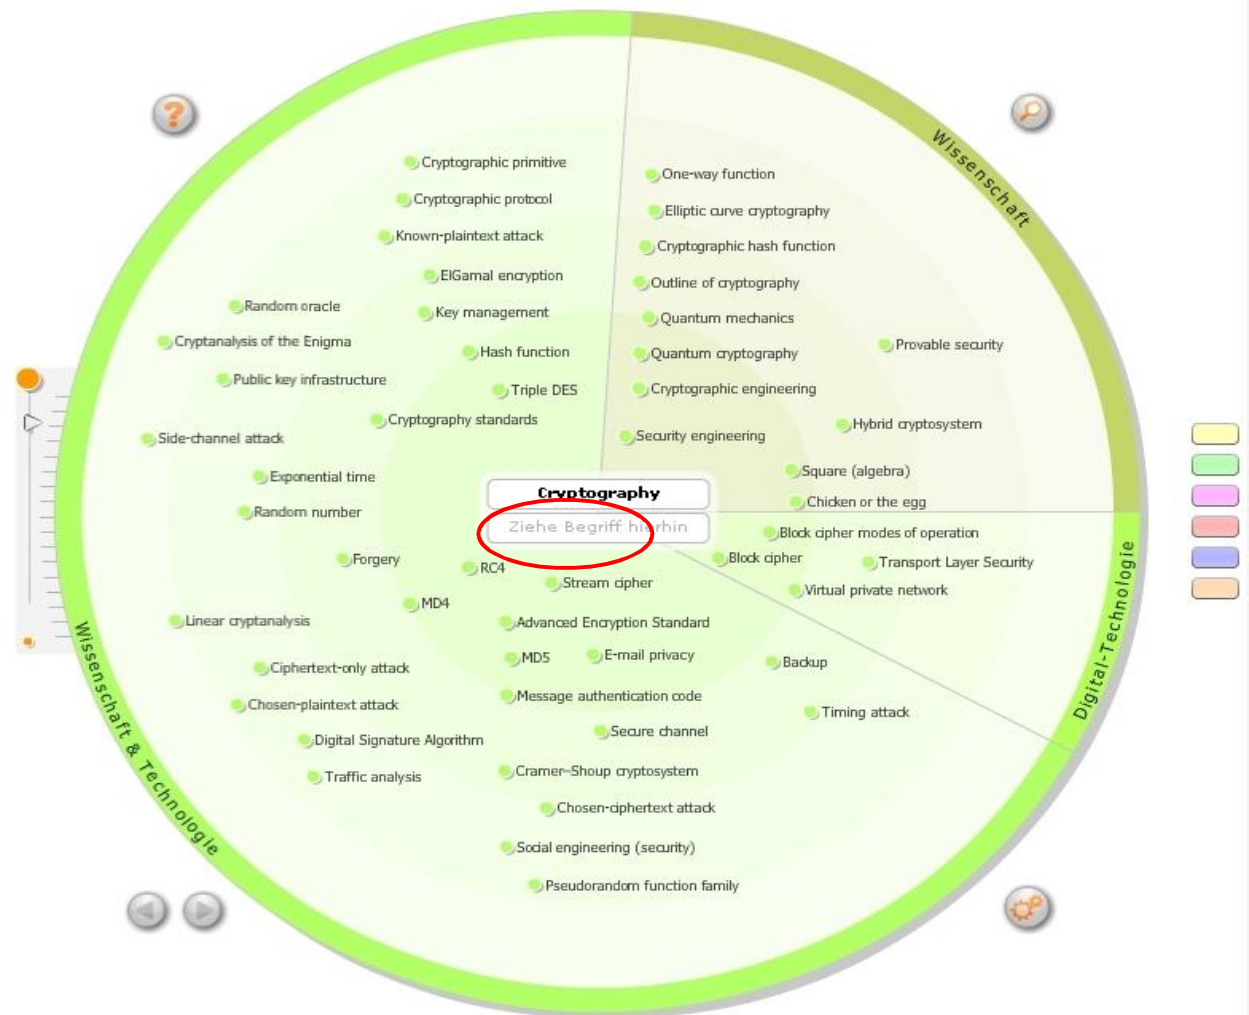 Wissenschaft
Cryptographic primitive
One-way function
Cryptographic protocol
Elliptic curve cryptography
Known-plaintext attack
Cryptographic hash function
ElGamal encryption
Outline of cryptography
Random oracle
Key management
Quantum mechanics
Cryptanalysis of the Enigma
Hash function
Quantum cryptography
Provable security
Public key infrastructure
Triple DES
Cryptographic engineering
Cryptography standards
Hybrid cryptosystem
Side-channel attack
Security engineering
Exponential time
Square (algebra)
Cryptography
Chicken or the egg
Random number
Ziehe Begriff hierhin
Block cipher modes of operation
Forgery
RC4
Block cipher
Transport Layer Security
Stream cipher
Virtual private network
MD4
Linear cryptanalysis
Advanced Encryption Standard
Digital-Technologie
Ciphertext-only attack
MD5
E-mail privacy
Backup
Chosen-plaintext attack
Message authentication code
Timing attack
Wissenschaft & Technologie
Digital Signature Algorithm
Secure channel
Traffic analysis
Cramer–Shoup cryptosystem
Chosen-ciphertext attack
Social engineering (security)
Pseudorandom function family